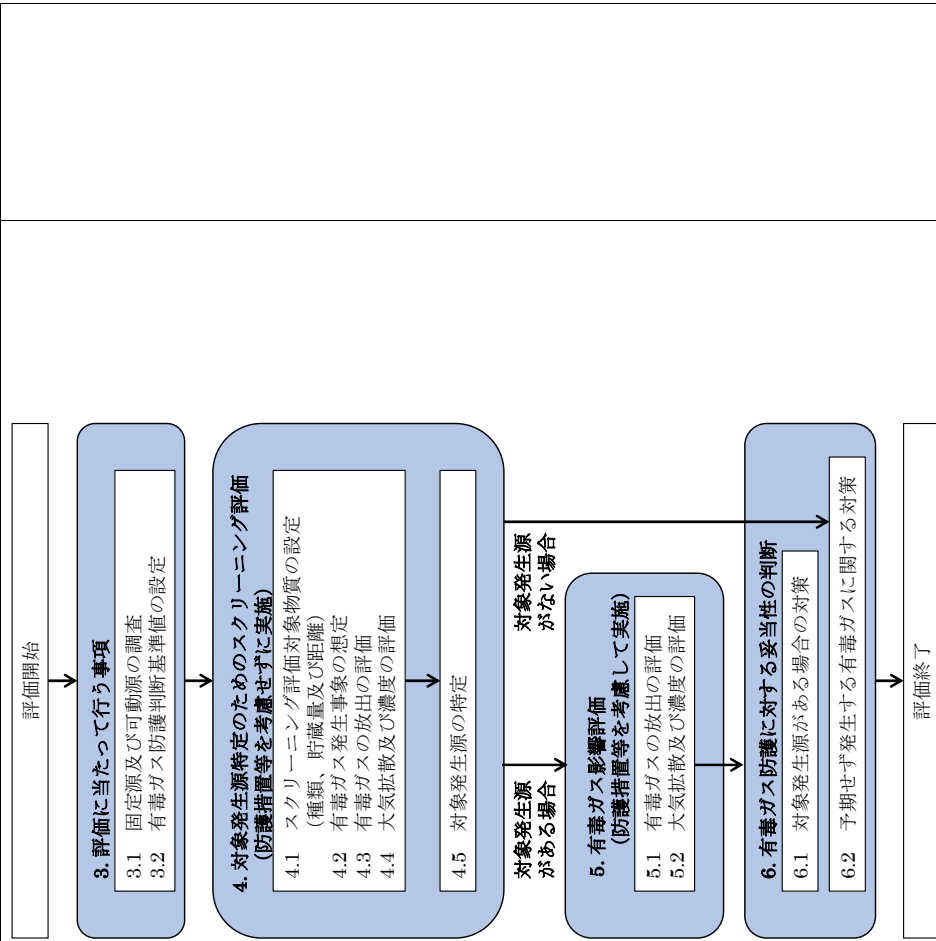 評価開始
3. 評価に当たって行う事項
3.1 固定源及び可動源の調査
3.2 有毒ガス防護判断基準値の設定
4. 対象発生源特定のためのスクリーニング評価
(防護措置等を考慮せずに実施)
4.1 スクリーニング評価対象物質の設定
(種類、貯蔵量及び距離)
4.2 有毒ガス発生事象の想定
4.3 有毒ガスの放出の評価
4.4 大気拡散及び濃度の評価
4.5 対象発生源の特定
対象発生源
がある場合
対象発生源
がない場合
5. 有毒ガス影響評価
(防護措置等を考慮して実施)
5.1 有毒ガスの放出の評価
5.2 大気拡散及び濃度の評価
6. 有毒ガス防護に対する妥当性の判断
6.1 対象発生源がある場合の対策
6.2 予期せず発生する有毒ガスに関する対策
評価終了